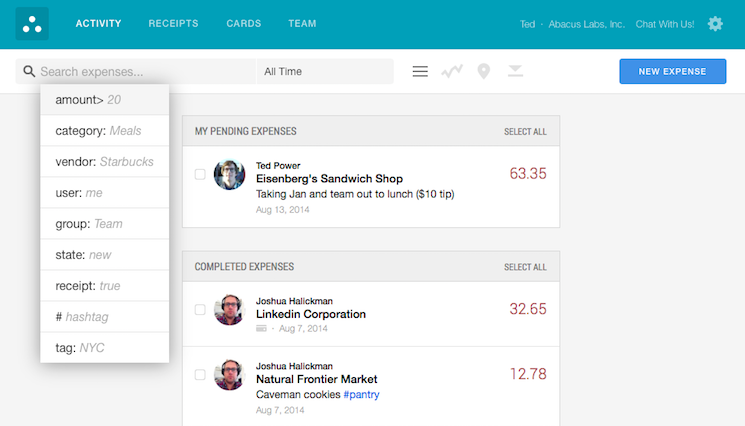 ACTIVITY RECEIPTS CARDS TEAM Ted · Abacus Labs, Inc. Chat With Us!
Search expenses... All Time NEW EXPENSE
amount> 20
category: Meals
vendor: Starbucks
user: me
group: Team
state: new
receipt: true
# hashtag
tag: NYC
MY PENDING EXPENSES SELECT ALL
Ted Power
Eisenberg's Sandwich Shop 63.35
Taking Jan and team out to lunch ($10 tip)
Aug 13, 2014
COMPLETED EXPENSES SELECT ALL
Joshua Halickman
Linkedin Corporation 32.65
· Aug 7, 2014
Joshua Halickman
Natural Frontier Market 12.78
Caveman cookies #pantry
Aug 7, 2014